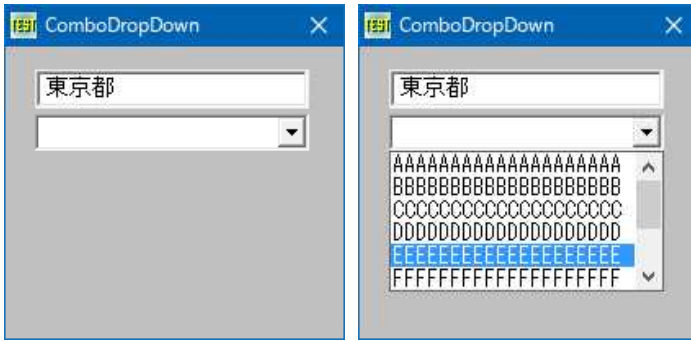 TEST ComboDropDown
東京都
TEST ComboDropDown
東京都
AAAAAAAAAAAAAAAAAAAA
BBBBBBBBBBBBBBBBBBBB
CCCCCCCCCCCCCCCCCCCC
DDDDDDDDDDDDDDDDDDDD
EEEEEEEEEEEEEEEEEEEE
FFFFFFFFFFFFFFFFFFFF